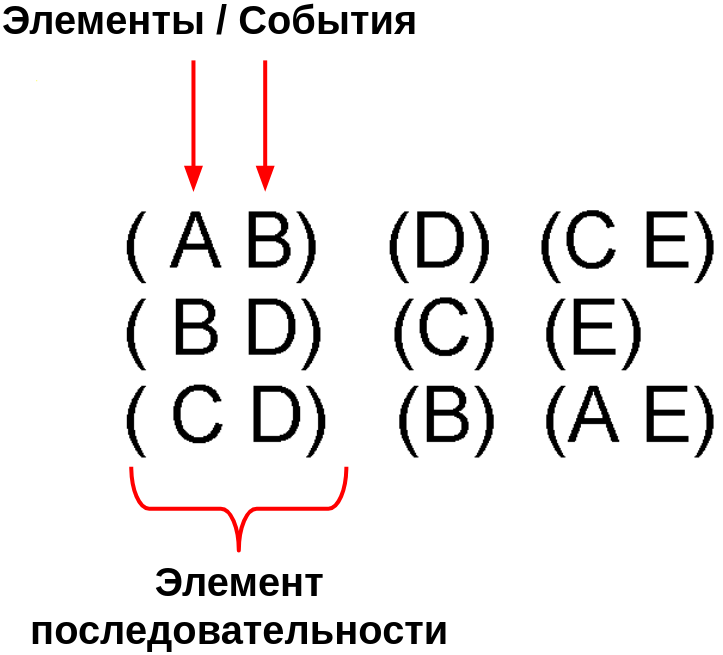 Элементы / События
( A B) (D) (C E)
( B D) (C) (E)
( C D) (B) (A E)
Элемент
последовательности